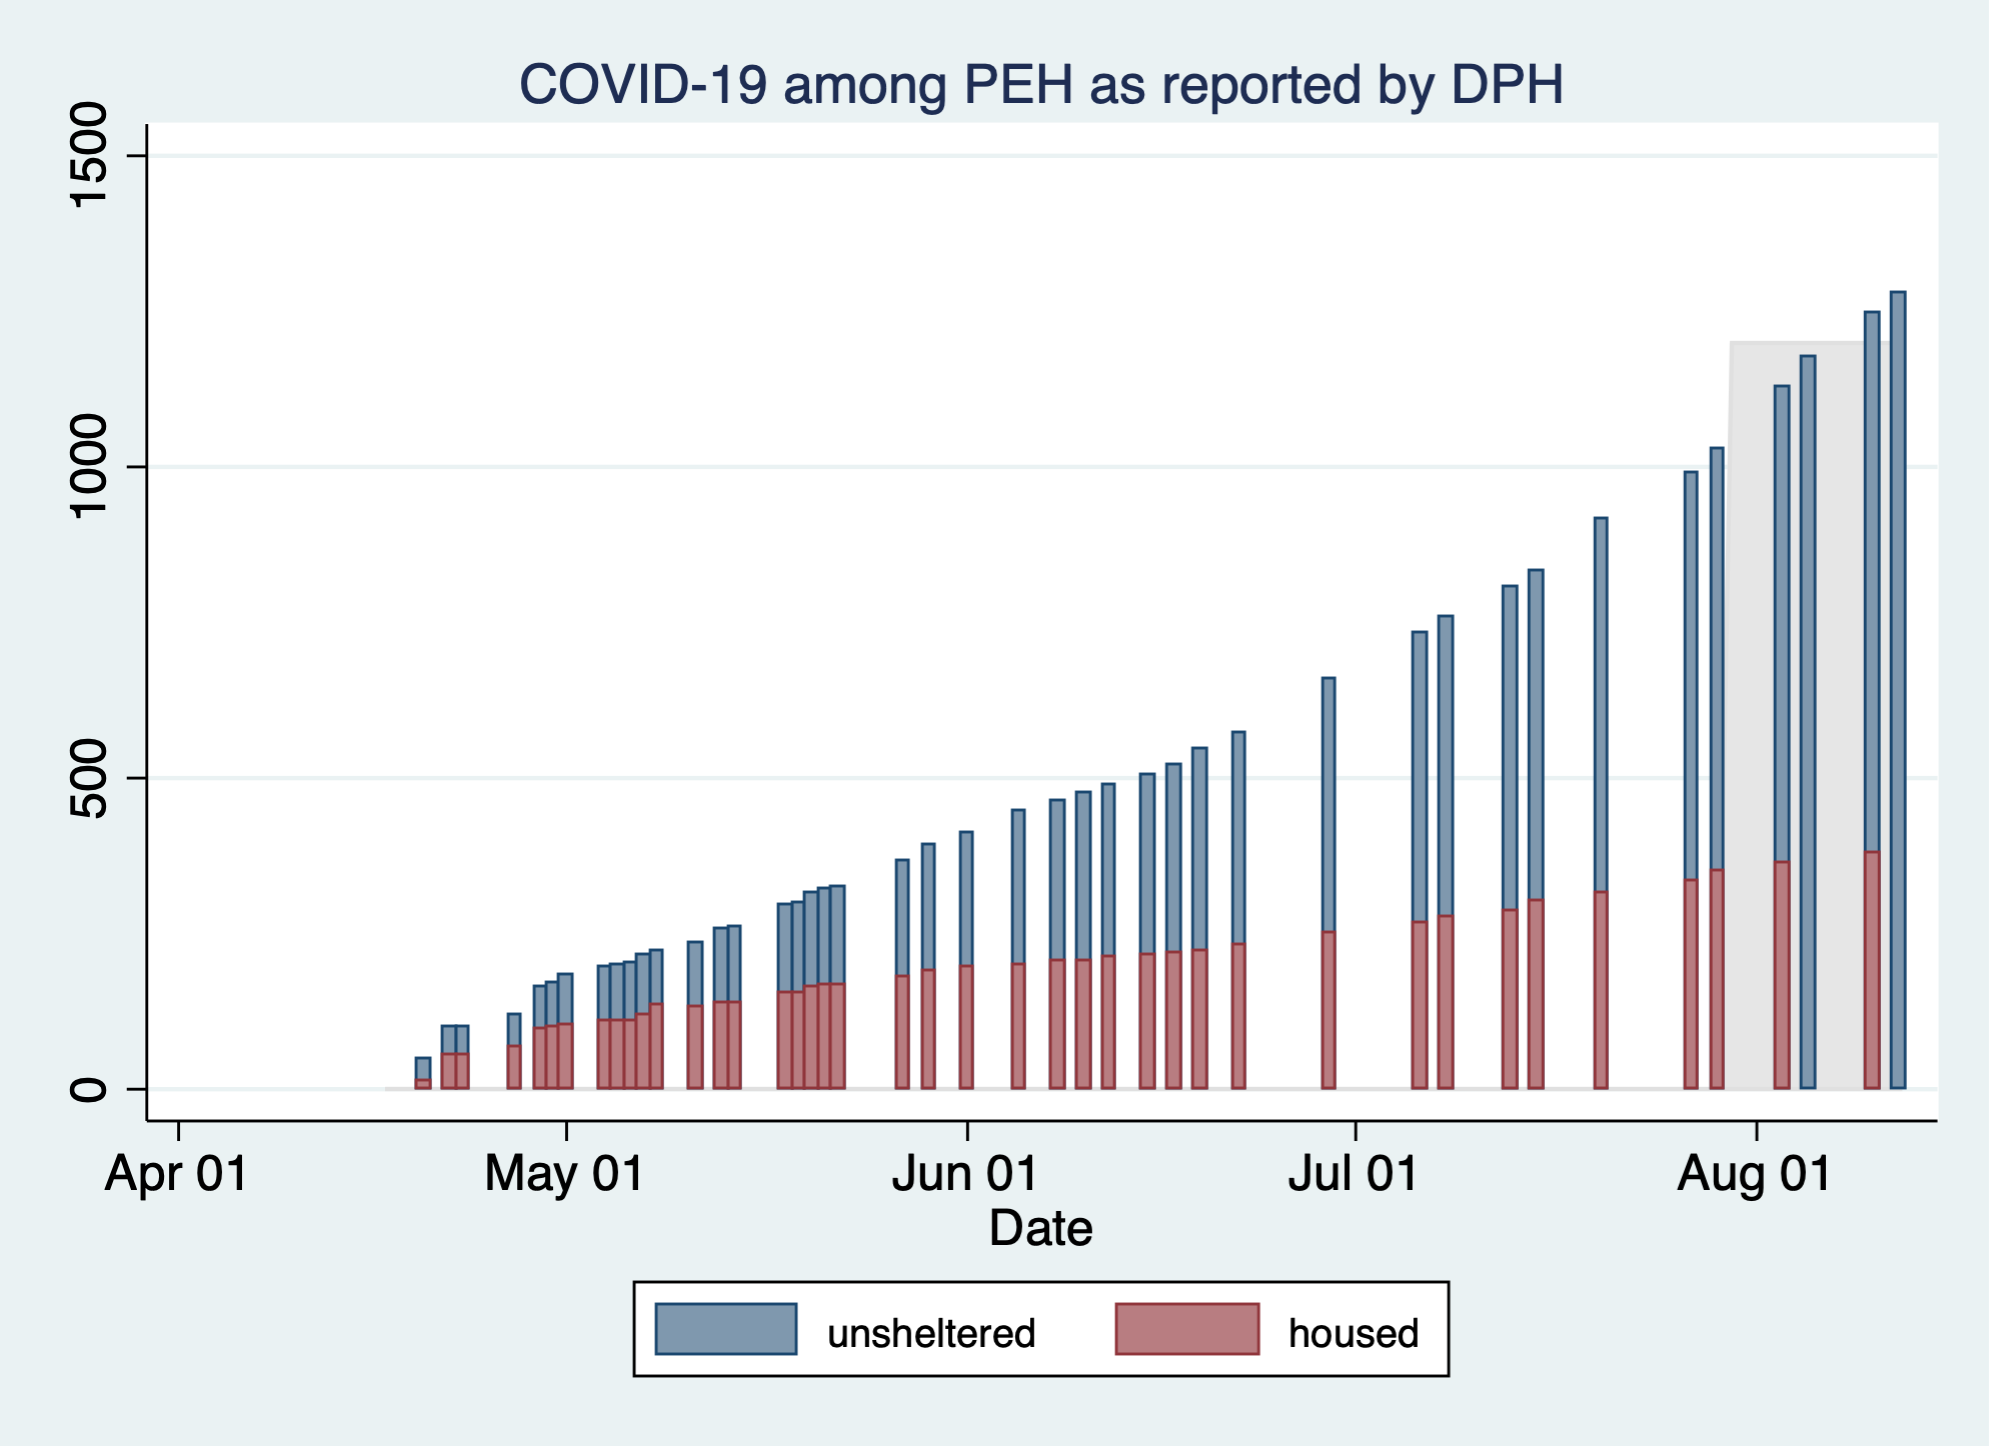 COVID-19 among PEH as reported by DPH
1500
1000
500
0
Apr 01
May 01
Jun 01
Jul 01
Aug 01
Date
unsheltered
housed